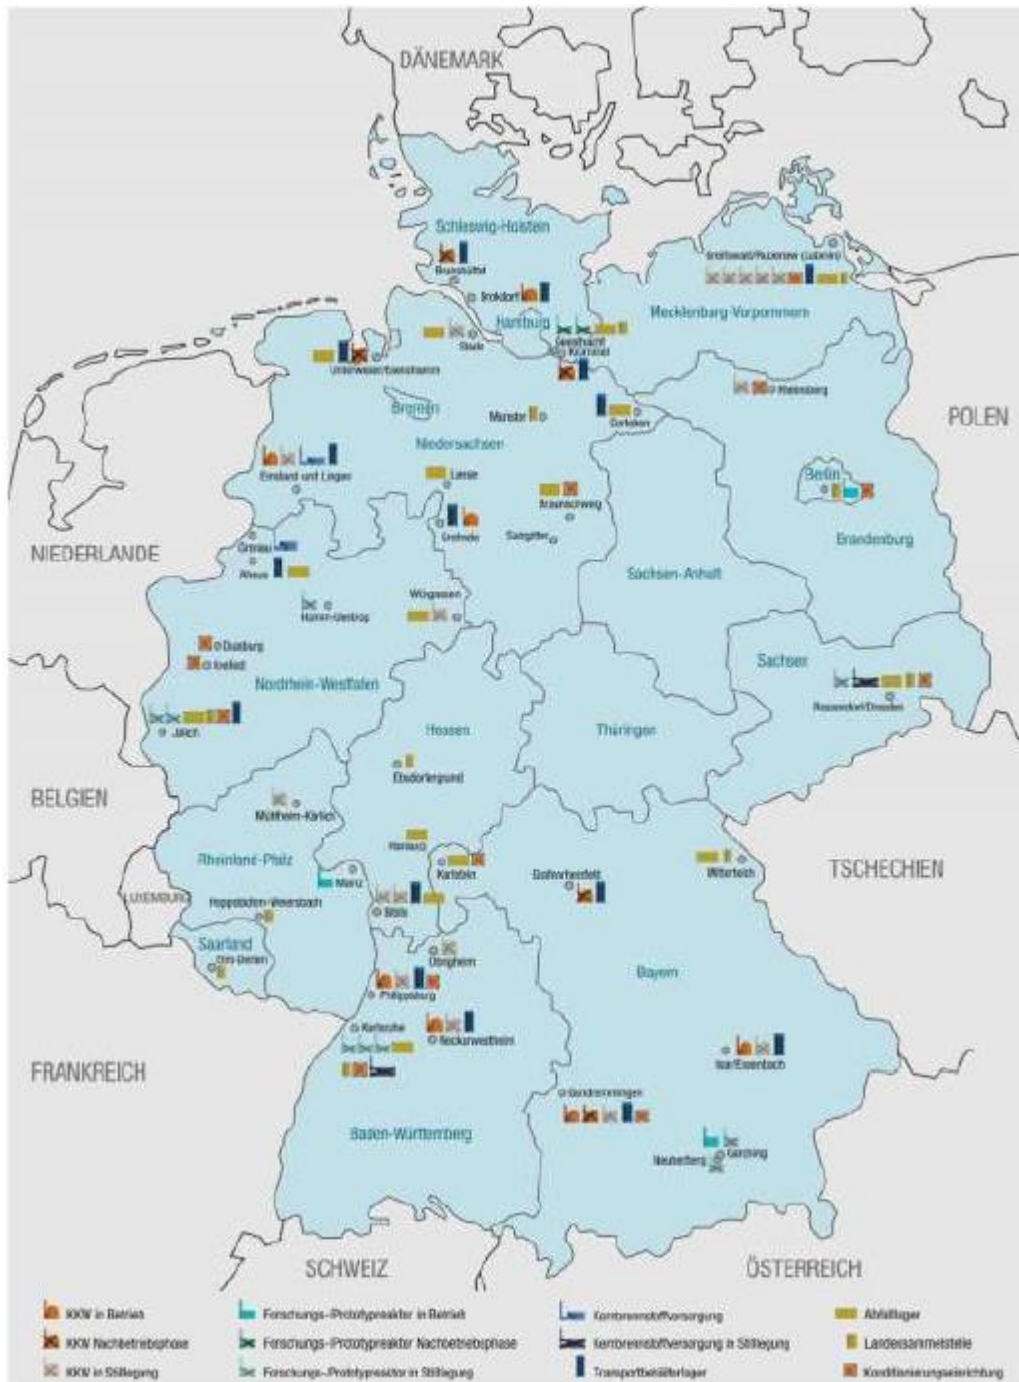 DÄNEMARK
Schleswig-Holstein
Brunsbüttel
Brokdorf
Hamburg
Mecklenburg-Vorpommern
Stade
Geesthacht
Krümmel
Unterweser/Esenshamm
Rheinsberg
Bremen
Munster
Gorleben
POLEN
Niedersachsen
Emsland und Lingen
Leese
Berlin
Braunschweig
Grohnde
Salzgitter
Brandenburg
NIEDERLANDE
Gronau
Ahaus
Sachsen-Anhalt
Hamm-Uentrop
Würgassen
Duisburg
Krefeld
Sachsen
Nordrhein-Westfalen
Rossendorf/Dresden
Jülich
Hessen
Thüringen
Ebsdorfergrund
BELGIEN
Mülheim-Kärlich
Hanau
Rheinland-Pfalz
Karlstein
Mitterteich
TSCHECHIEN
Grafenrheinfeld
Mainz
LUXEMBURG
Hoppstädten-Weiersbach
Biblis
Saarland
Elm-Derlen
Obrigheim
Bayern
Philippsburg
Karlsruhe
Neckarwestheim
FRANKREICH
Isar/Essenbach
Gundremmingen
Baden-Württemberg
Garching
Neuherberg
SCHWEIZ
ÖSTERREICH
KKW in Betrieb
Forschungs-/Prototypreaktor in Betrieb
Kernbrennstoffversorgung
Abfalllager
KKW Nachbetriebsphase
Forschungs-/Prototypreaktor Nachbetriebsphase
Kernbrennstoffversorgung in Stilllegung
Landessammelstelle
KKW in Stilllegung
Forschungs-/Prototypreaktor in Stilllegung
Transportbehälterlager
Konditionierungseinrichtung